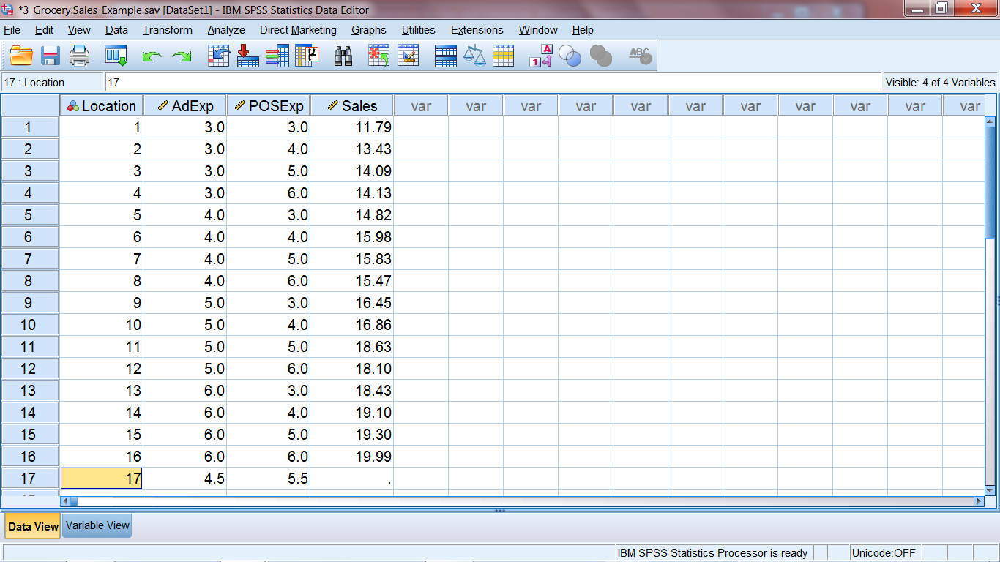 *3_Grocery.Sales_Example.sav [DataSet1] - IBM SPSS Statistics Data Editor
File Edit View Data Transform Analyze Direct Marketing Graphs Utilities Extensions Window Help
1 A μ ABC
17 : Location 17 Visible: 4 of 4 Variables
Location AdExp POSExp Sales var var var var var var var var var var var
1 1 3.0 3.0 11.79
2 2 3.0 4.0 13.43
3 3 3.0 5.0 14.09
4 4 3.0 6.0 14.13
5 5 4.0 3.0 14.82
6 6 4.0 4.0 15.98
7 7 4.0 5.0 15.83
8 8 4.0 6.0 15.47
9 9 5.0 3.0 16.45
10 10 5.0 4.0 16.86
11 11 5.0 5.0 18.63
12 12 5.0 6.0 18.10
13 13 6.0 3.0 18.43
14 14 6.0 4.0 19.10
15 15 6.0 5.0 19.30
16 16 6.0 6.0 19.99
17 17 4.5 5.5 .
Data View Variable View
IBM SPSS Statistics Processor is ready Unicode:OFF